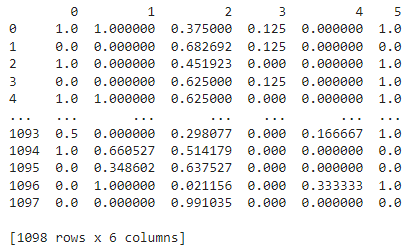 0 1 2 3 4 5
0 1.0 1.000000 0.375000 0.125 0.000000 1.0
1 0.0 0.000000 0.682692 0.125 0.000000 0.0
2 1.0 0.000000 0.451923 0.000 0.000000 1.0
3 0.0 0.000000 0.625000 0.125 0.000000 1.0
4 1.0 1.000000 0.625000 0.000 0.000000 1.0
... ... ... ... ... ... ...
1093 0.5 0.000000 0.298077 0.000 0.166667 1.0
1094 1.0 0.660527 0.514179 0.000 0.000000 0.0
1095 0.0 0.348602 0.637527 0.000 0.000000 0.0
1096 0.0 1.000000 0.021156 0.000 0.333333 1.0
1097 0.0 0.000000 0.991035 0.000 0.000000 0.0
[1098 rows x 6 columns]